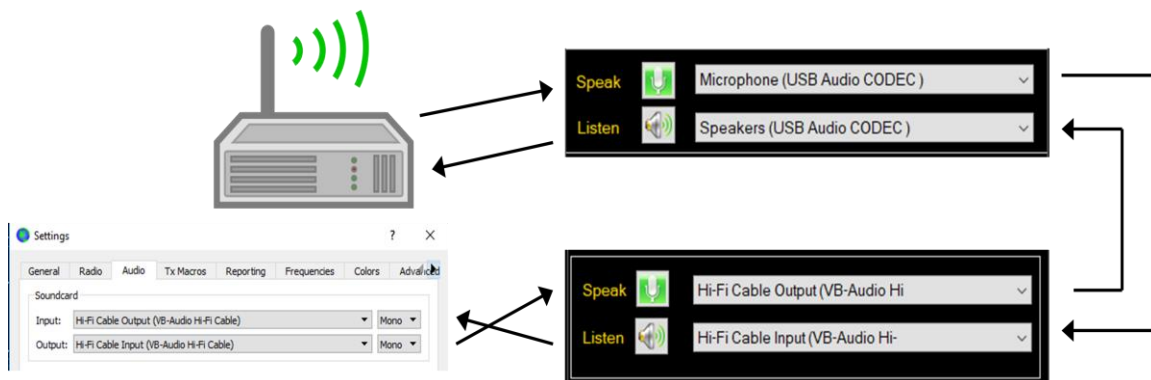 Speak Microphone (USB Audio CODEC )
Listen Speakers (USB Audio CODEC )
Settings ? X
General Radio Audio Tx Macros Reporting Frequencies Colors Advanced
Soundcard
Input: Hi-Fi Cable Output (VB-Audio Hi-Fi Cable) Mono
Output: Hi-Fi Cable Input (VB-Audio Hi-Fi Cable) Mono
Speak Hi-Fi Cable Output (VB-Audio Hi
Listen Hi-Fi Cable Input (VB-Audio Hi-